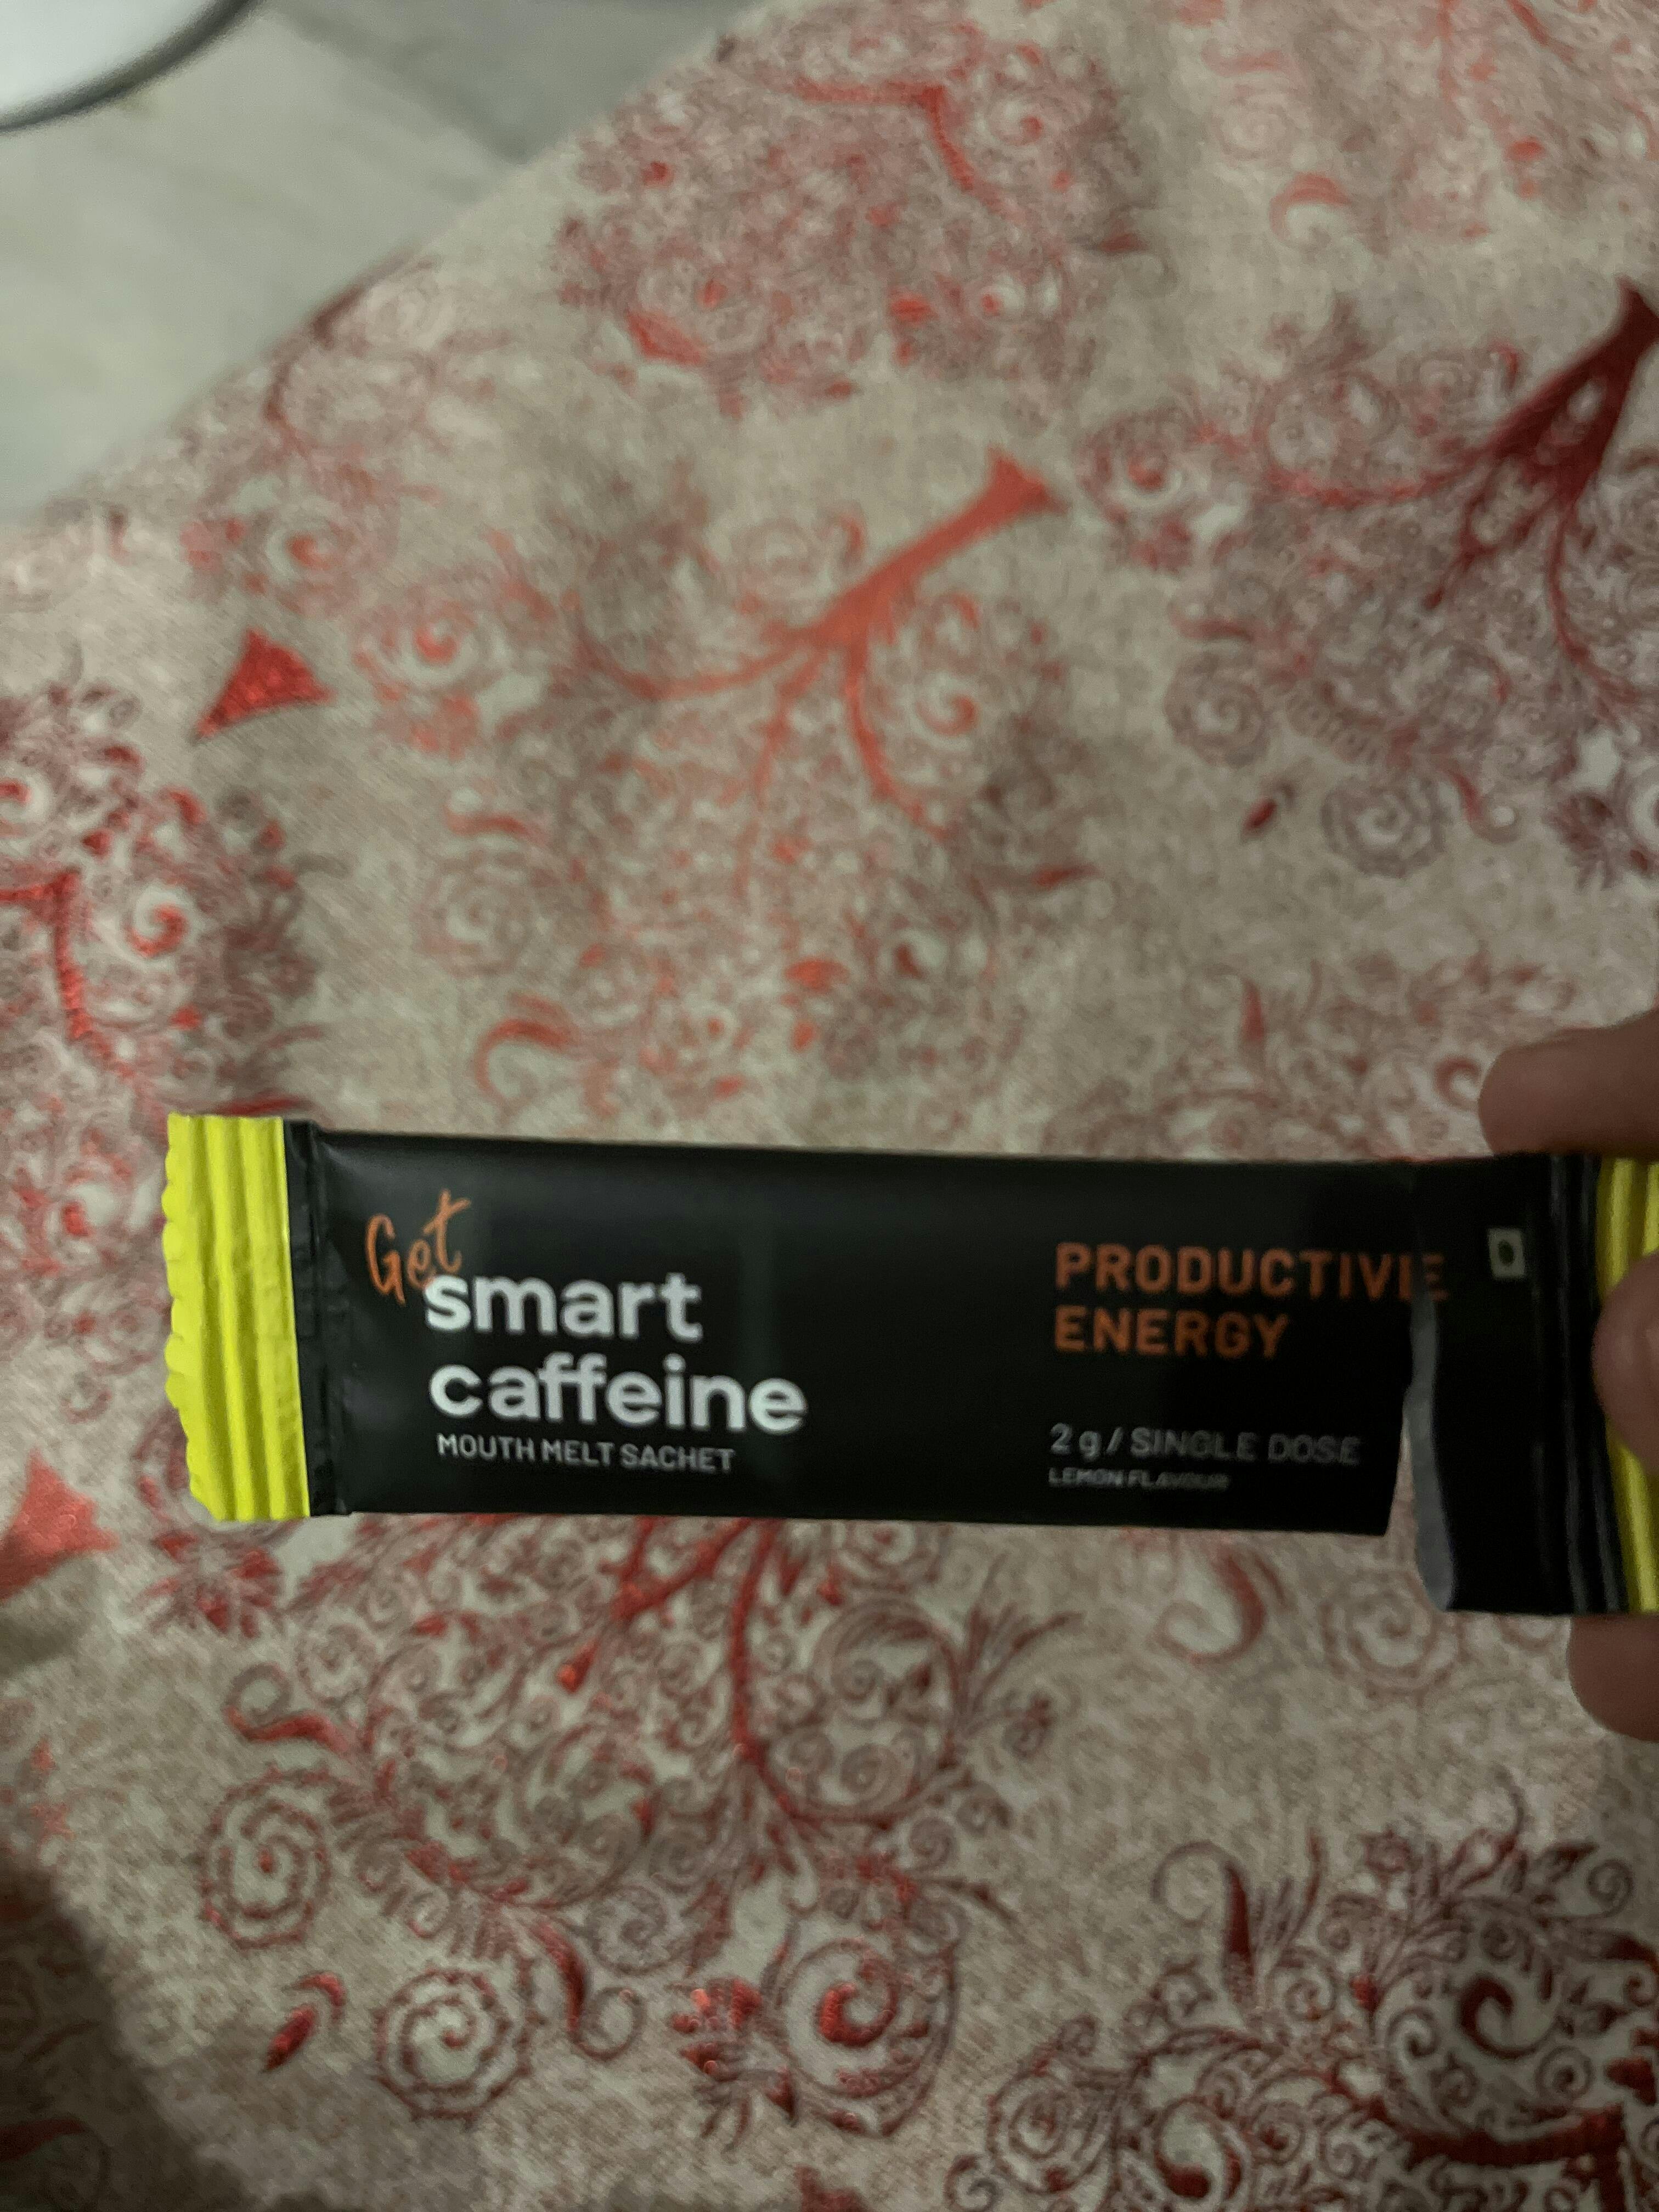 Get
smart
caffeine
MOUTH MELT SACHET
PRODUCTIVE
ENERGY
2 g / SINGLE DOSE
LEMON FLAVOUR